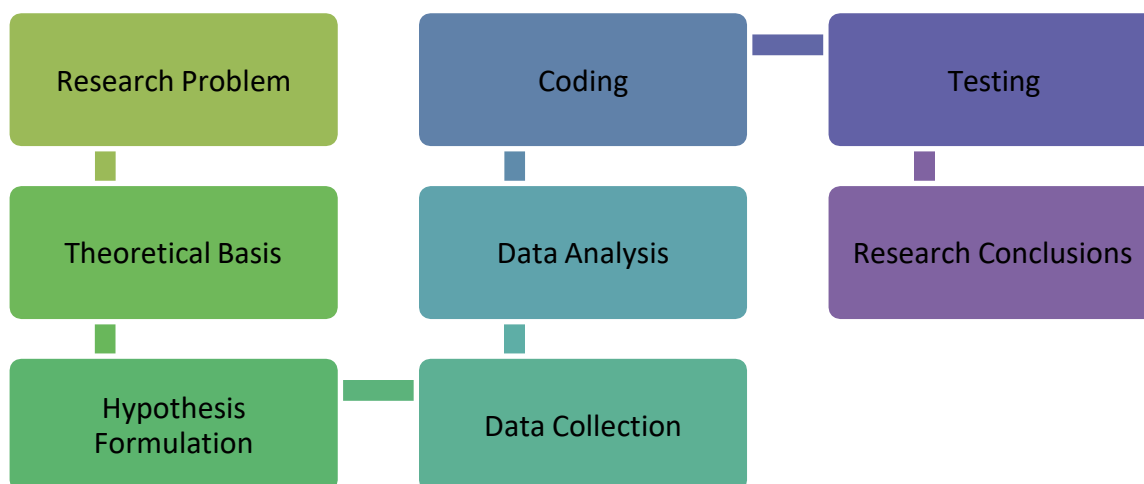 Research Problem
Theoretical Basis
Hypothesis
Formulation
Data Collection
Data Analysis
Coding
Testing
Research Conclusions